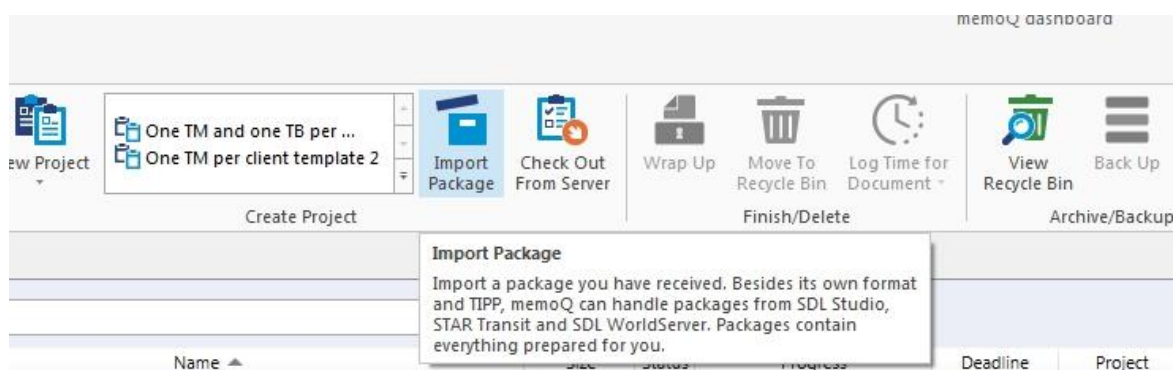 memoQ dashboard
ew Project
One TM and one TB per ...
One TM per client template 2
Import
Package
Check Out
From Server
Wrap Up
Move To
Recycle Bin
Log Time for
Document
View
Recycle Bin
Back Up
Create Project
Finish/Delete
Archive/Backup
Import Package
Import a package you have received. Besides its own format
and TIPP, memoQ can handle packages from SDL Studio,
STAR Transit and SDL WorldServer. Packages contain
everything prepared for you.
Name
Size
Status
Progress
Deadline
Project